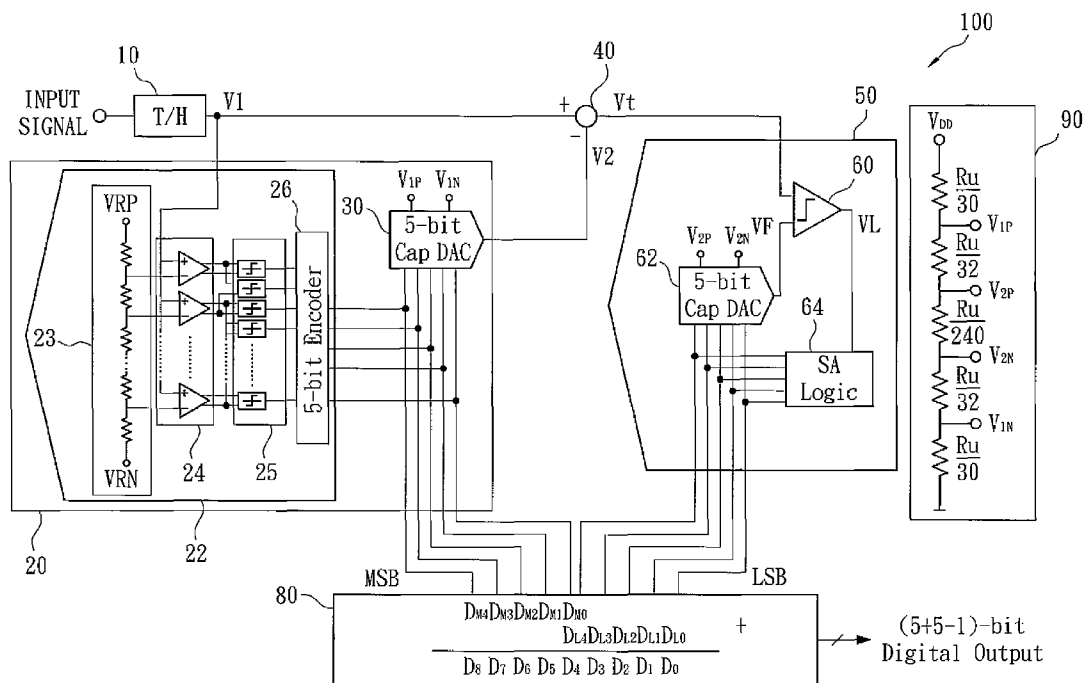 100
10
40
INPUT
SIGNAL
T/H
V1
+
−
Vt
V2
50
90
VDD
Ru
30
V1P
Ru
32
V2P
Ru
240
V2N
Ru
32
V1N
Ru
30
60
VL
VF
V2P V2N
62
5-bit
Cap DAC
64
SA
Logic
26
30
V1P V1N
5-bit
Cap DAC
VRP
23
VRN
+
+
+
24
25
5-bit Encoder
20
22
MSB
LSB
80
DM4DM3DM2DM1DM0
DL4DL3DL2DL1DL0
+
D8 D7 D6 D5 D4 D3 D2 D1 D0
(5+5-1)-bit
Digital Output